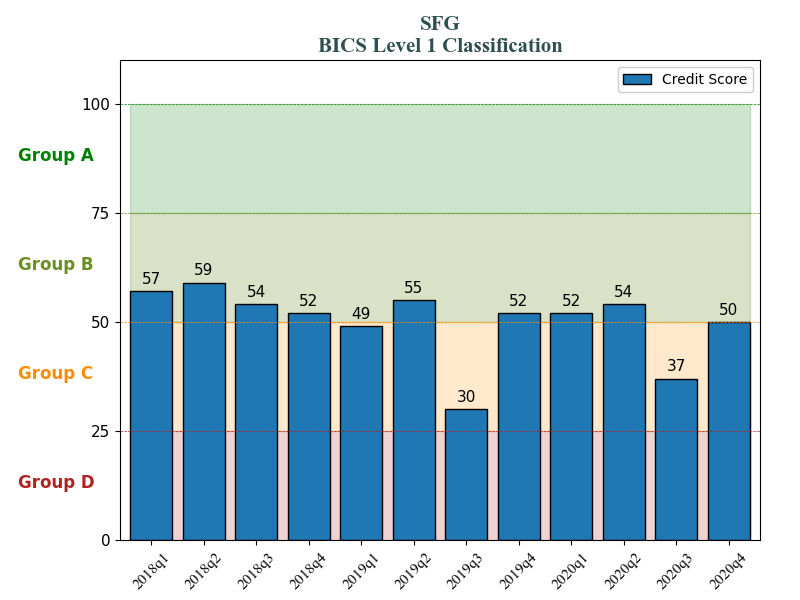 SFG
BICS Level 1 Classification
Credit Score
100
Group A
75
Group B
57
59
54
52
49
55
30
52
52
54
37
50
50
Group C
25
Group D
0
2018q1
2018q2
2018q3
2018q4
2019q1
2019q2
2019q3
2019q4
2020q1
2020q2
2020q3
2020q4